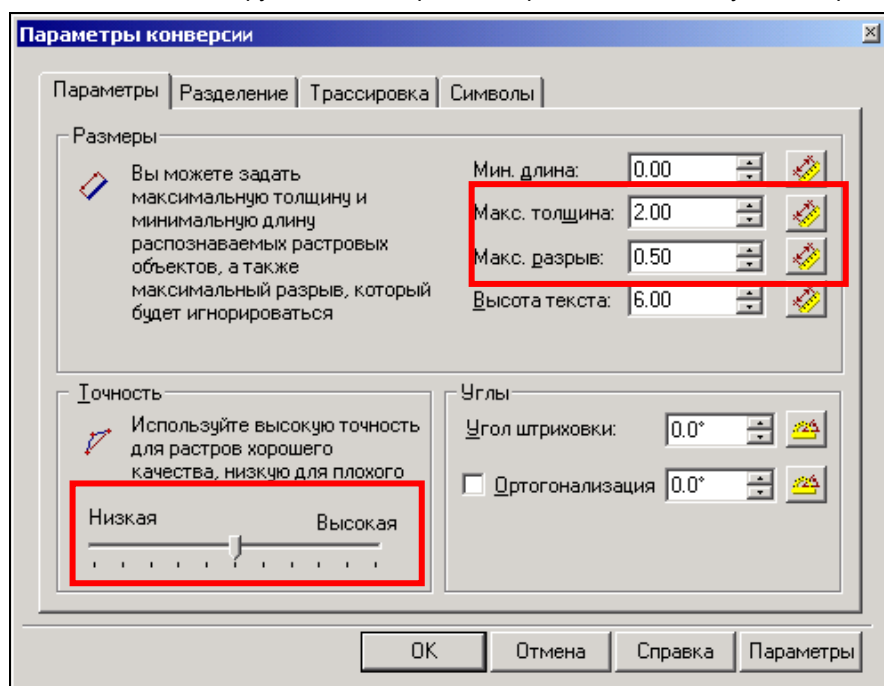 Параметры конверсии
Параметры Разделение Трассировка Символы
Размеры
Вы можете задать
максимальную толщину и
минимальную длину
распознаваемых растровых
объектов, а также
максимальный разрыв, который
будет игнорироваться
Мин. длина: 0.00
Макс. толщина: 2.00
Макс. разрыв: 0.50
Высота текста: 6.00
Точность
Используйте высокую точность
для растров хорошего
качества, низкую для плохого
Низкая Высокая
Углы
Угол штриховки: 0.0°
Ортогонализация 0.0°
OK Отмена Справка Параметры